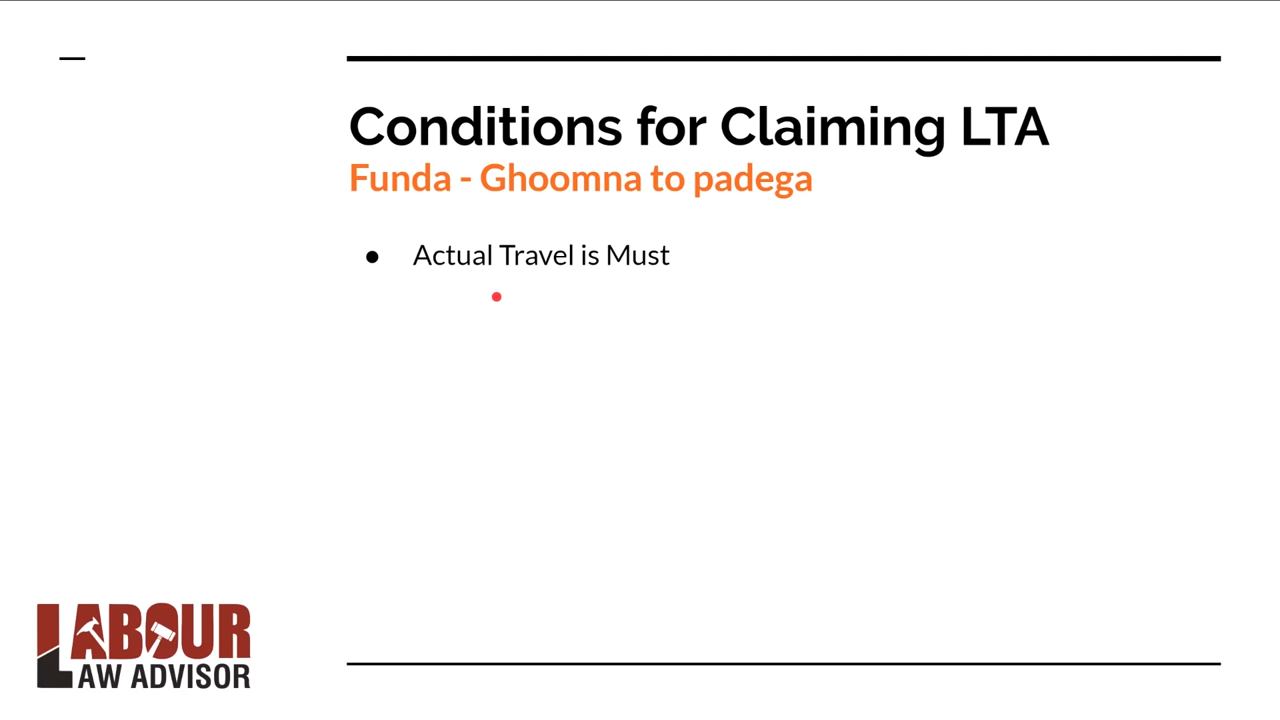 Conditions for Claiming LTA
Funda - Ghoomna to padega
● Actual Travel is Must
LABOUR
LAW ADVISOR